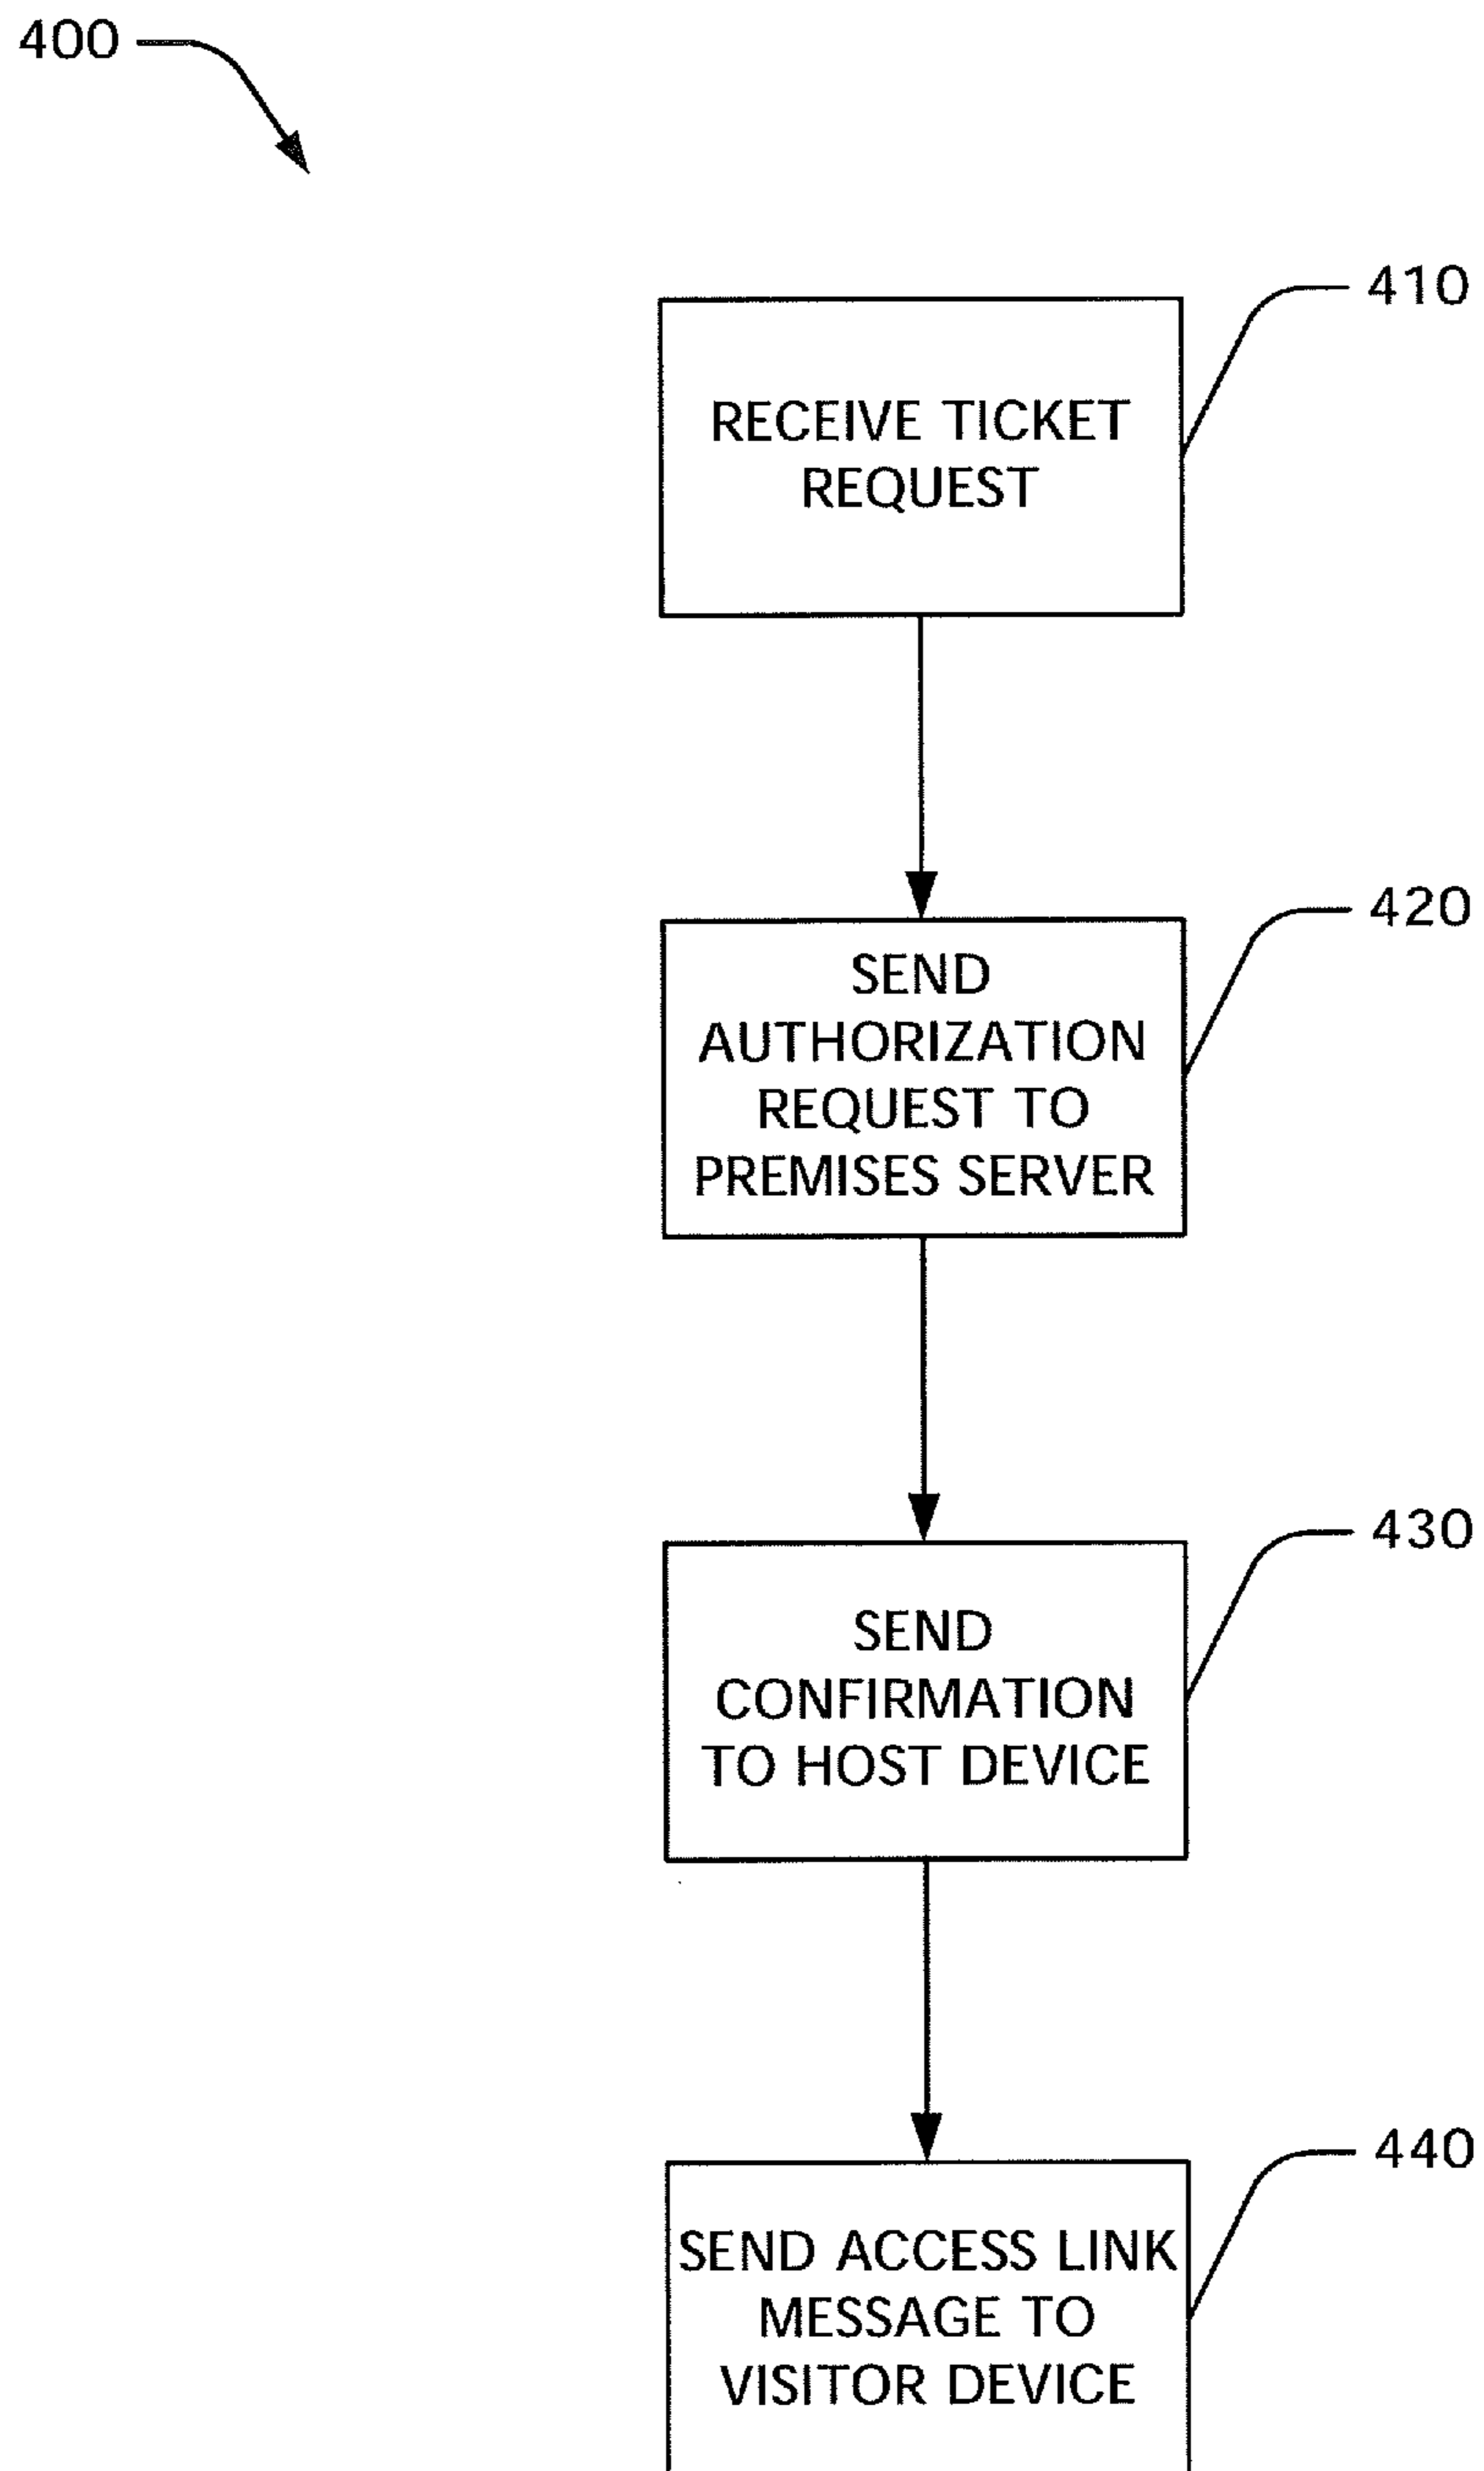 400
410
RECEIVE TICKET
REQUEST
420
SEND
AUTHORIZATION
REQUEST TO
PREMISES SERVER
430
SEND
CONFIRMATION
TO HOST DEVICE
440
SEND ACCESS LINK
MESSAGE TO
VISITOR DEVICE